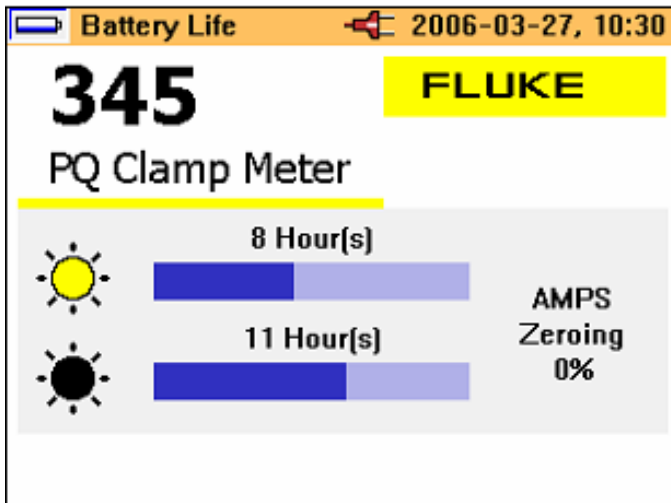 Battery Life 2006-03-27, 10:30
345 FLUKE
PQ Clamp Meter
8 Hour(s)
11 Hour(s)
AMPS
Zeroing
0%